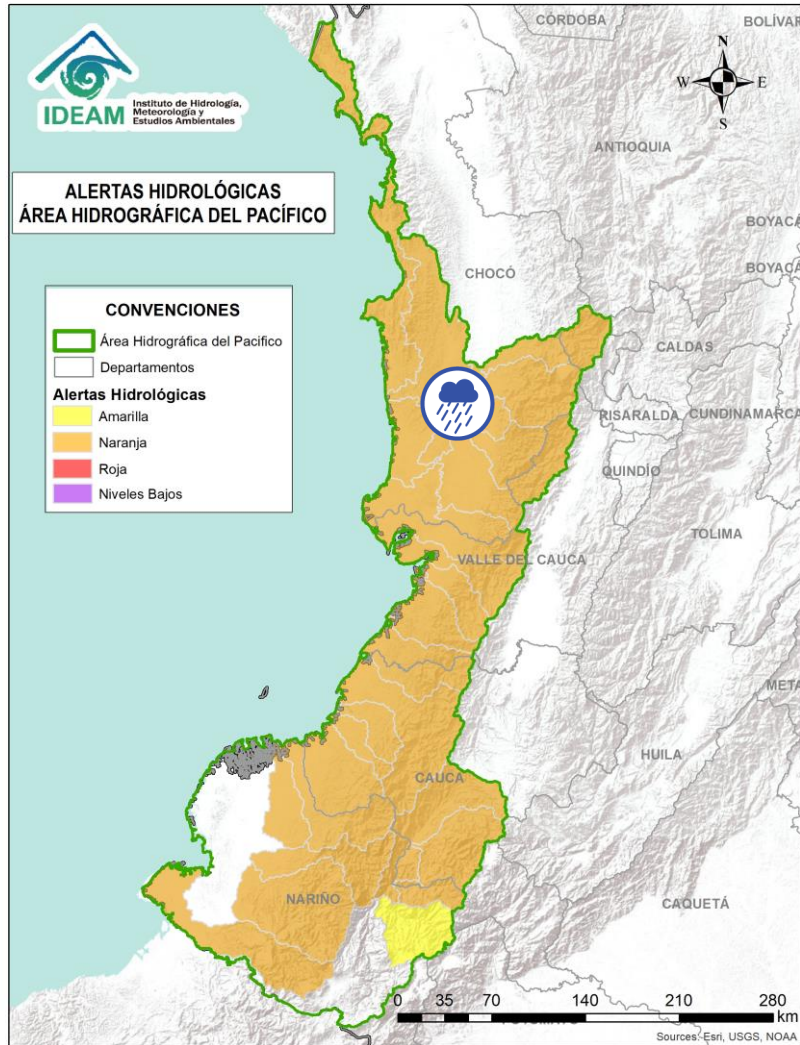 CÓRDOBA
BOLÍVAR
IDEAM
Instituto de Hidrología,
Meteorología y
Estudios Ambientales
N
W
E
S
ANTIOQUIA
ALERTAS HIDROLÓGICAS
ÁREA HIDROGRÁFICA DEL PACÍFICO
BOYACÁ
BOYACÁ
CHOCÓ
CONVENCIONES
Área Hidrográfica del Pacifico
Departamentos
Alertas Hidrológicas
Amarilla
Naranja
Roja
Niveles Bajos
CALDAS
RISARALDA
CUNDINAMARCA
QUINDÍO
TOLIMA
VALLE DEL CAUCA
META
HUILA
CAUCA
NARIÑO
CAQUETÁ
0 35 70 140 210 280
km
Sources: Esri, USGS, NOAA